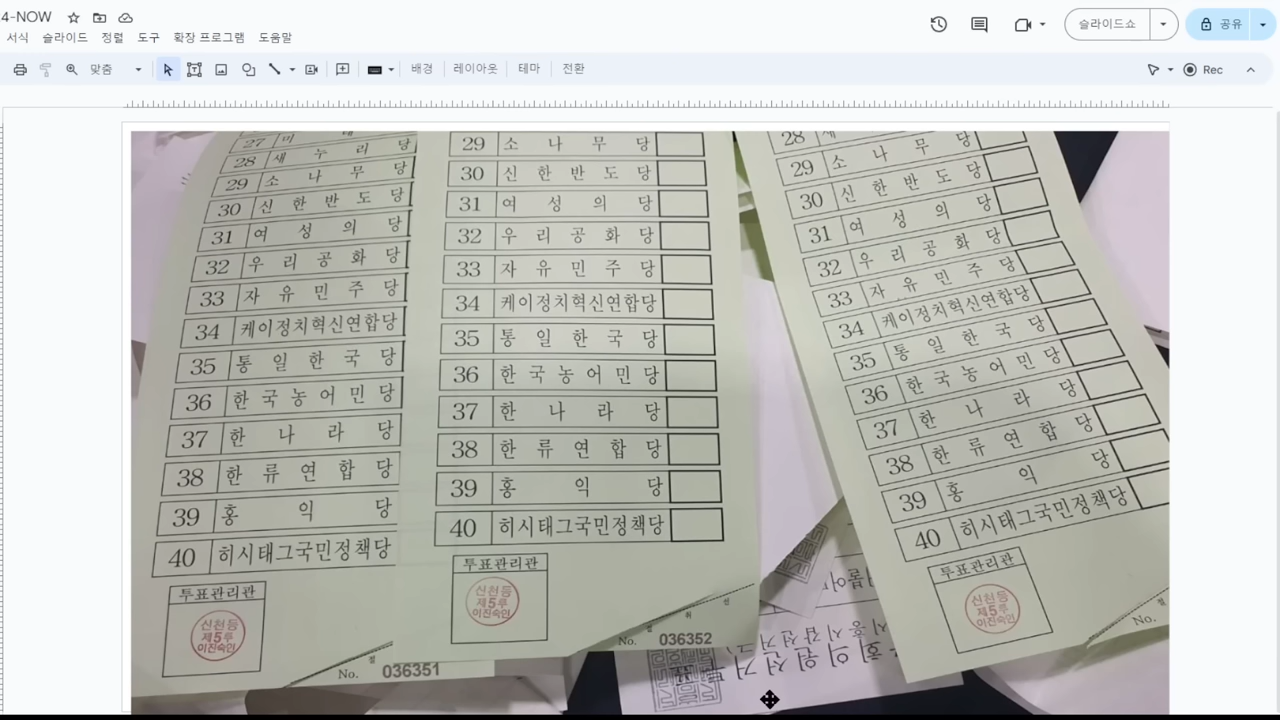 4-NOW
슬라이드쇼
공유
서식 슬라이드 정렬 도구 확장 프로그램 도움말
맞춤
배경 레이아웃 테마 전환
Rec
27
28 새누리당
29 소나무당
30 신한반도당
31 여성의당
32 우리공화당
33 자유민주당
34 케이정치혁신연합당
35 통일한국당
36 한국농어민당
37 한나라당
38 한류연합당
39 홍익당
40 히시태그국민정책당
투표관리관
신천동
제5투
이진숙인
No. 036351
29 소나무당
30 신한반도당
31 여성의당
32 우리공화당
33 자유민주당
34 케이정치혁신연합당
35 통일한국당
36 한국농어민당
37 한나라당
38 한류연합당
39 홍익당
40 히시태그국민정책당
투표관리관
신천동
제5투
이진숙인
No. 036352
28 새
29 소나무당
30 신한반도당
31 여성의당
32 우리공화당
33 자유민주당
34 케이정치혁신연합당
35 통일한국당
36 한국농어민당
37 한나라당
38 한류연합당
39 홍익당
40 히시태그국민정책당
투표관리관
신천동
제5투
이진숙인
No.